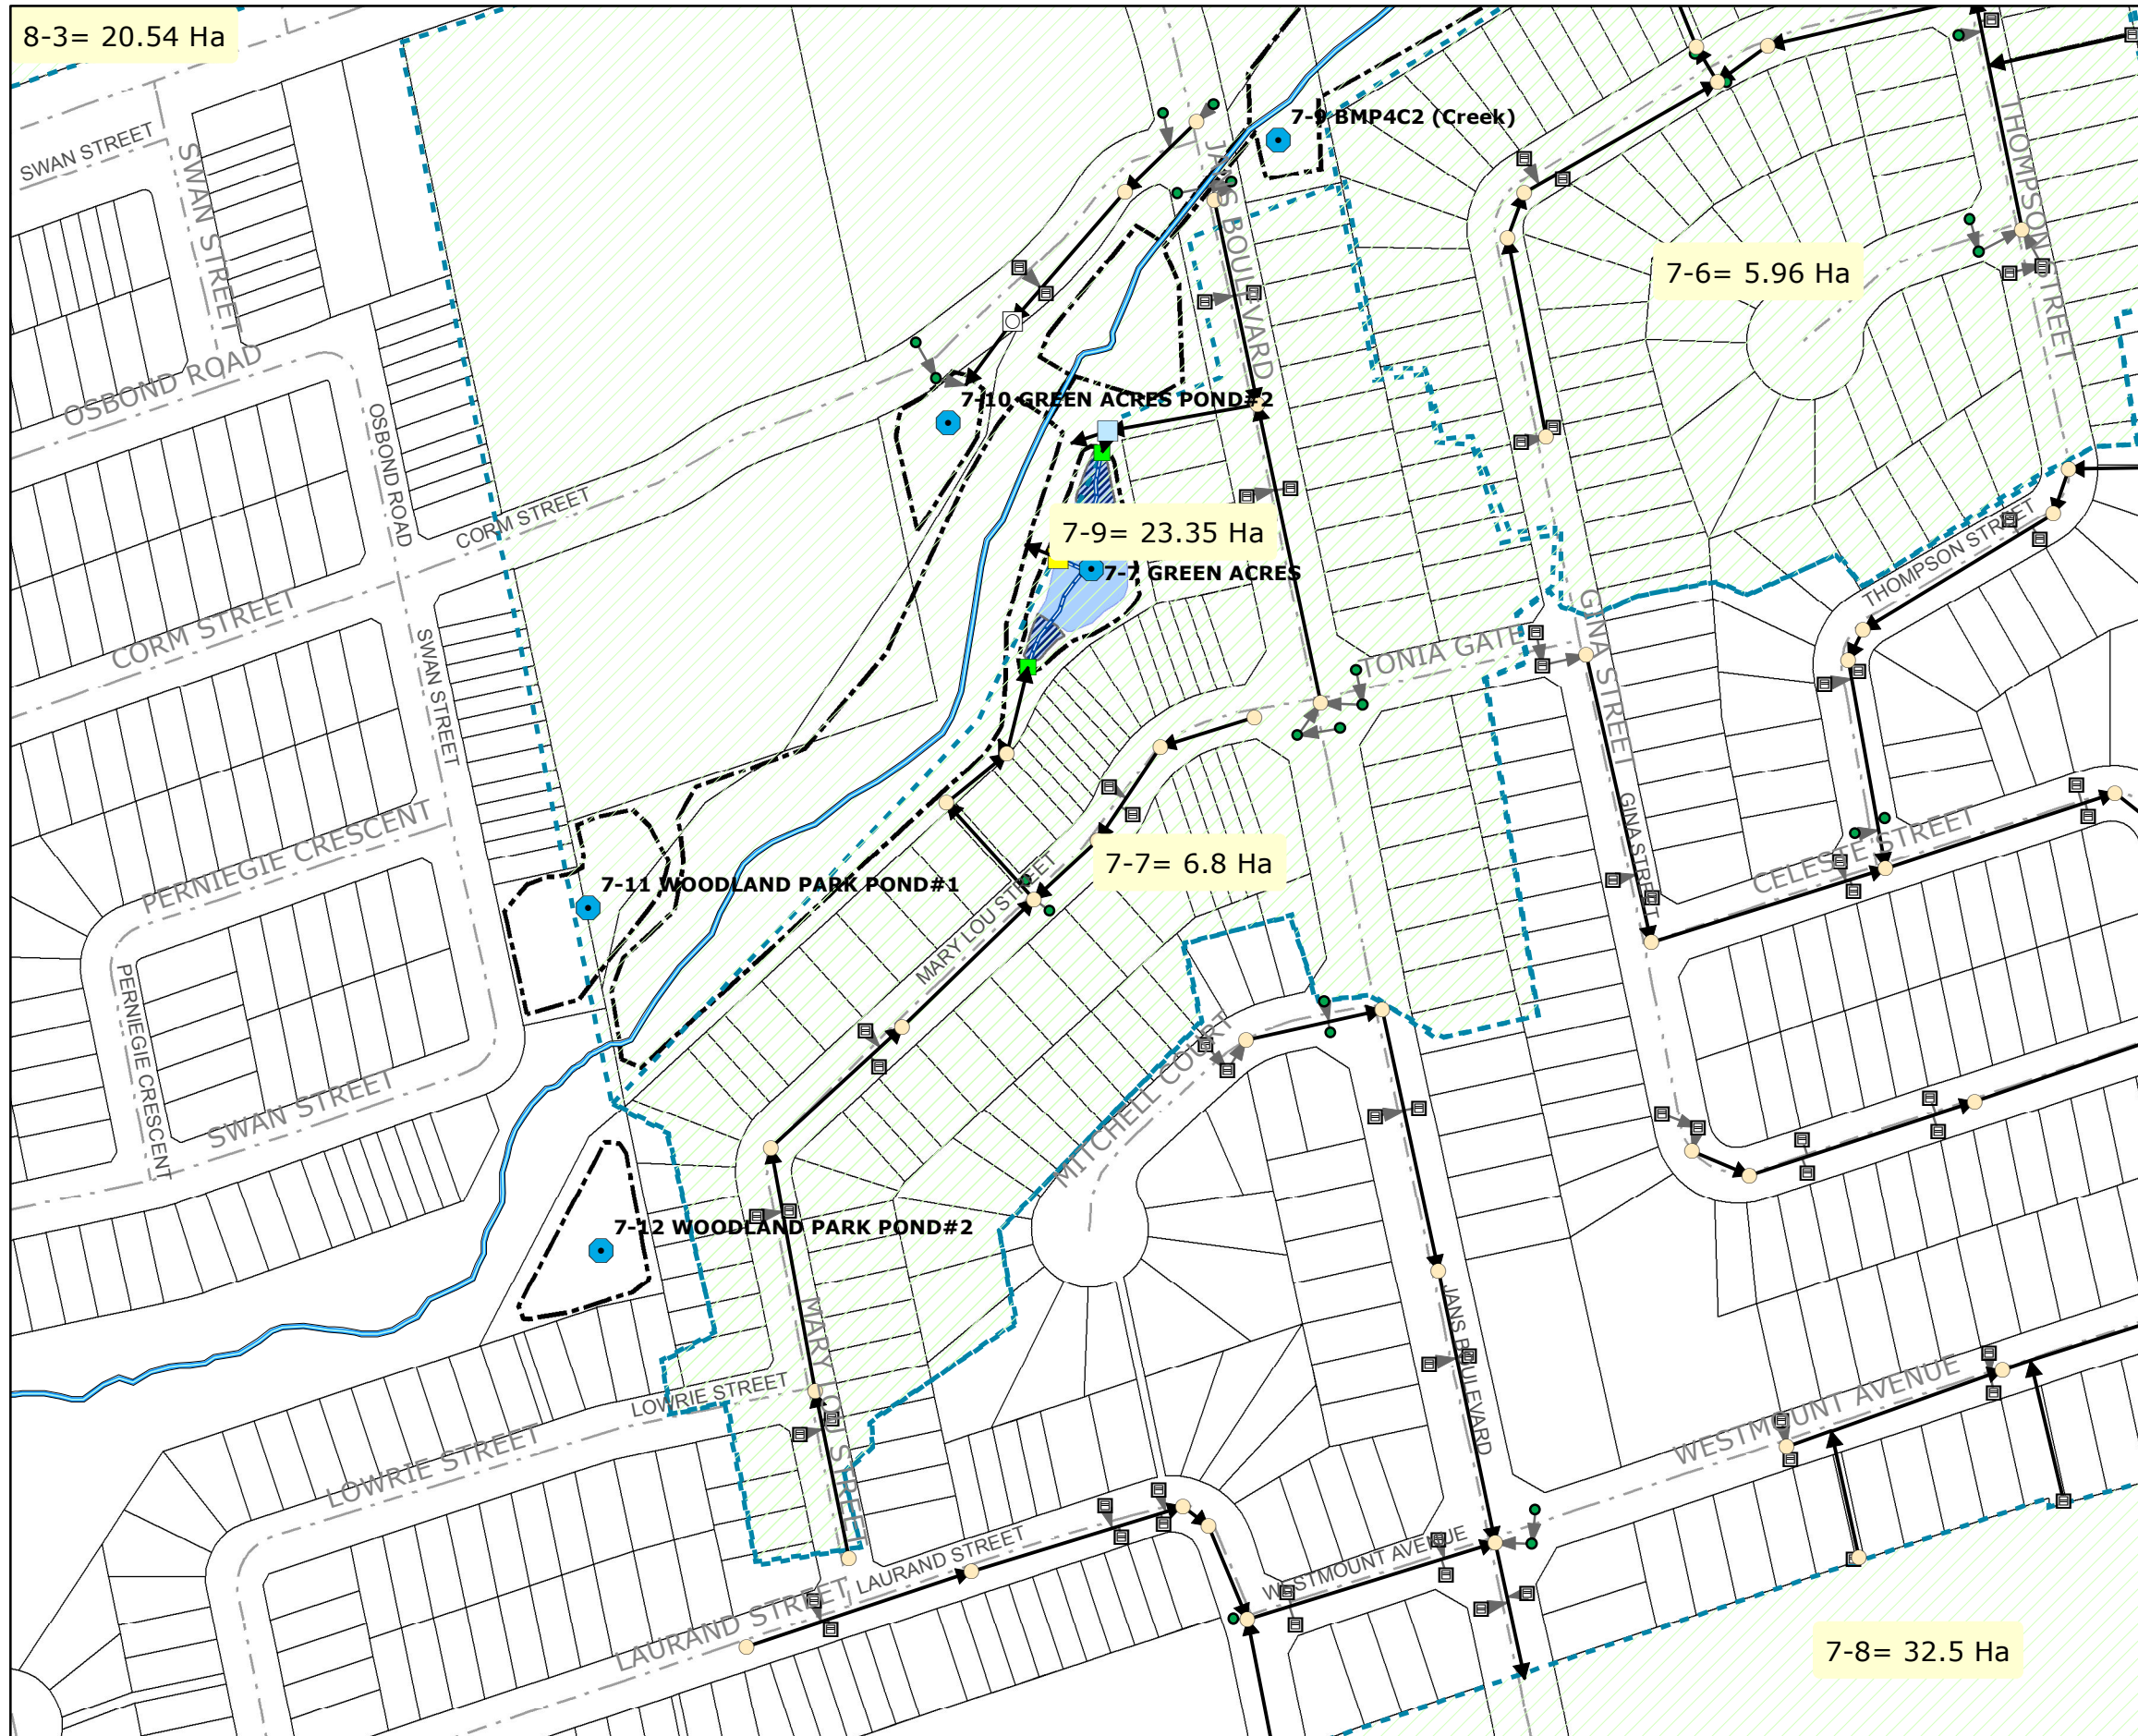 8-3= 20.54 Ha
7-9 BMP4C2 (Creek)
SWAN STREET
SWAN STREET
JANS BOULEVARD
THOMPSON STREET
7-6= 5.96 Ha
OSBOND ROAD
OSBOND ROAD
7-10 GREEN ACRES POND#2
CORM STREET
7-9= 23.35 Ha
7-7 GREEN ACRES
THOMPSON STREET
CORM STREET
SWAN STREET
TONIA GATE
GINA STREET
GINA STREET
PERNIEGIE CRESCENT
7-7= 6.8 Ha
CELESTE STREET
7-11 WOODLAND PARK POND#1
MARY LOU STREET
PERNIEGIE CRESCENT
SWAN STREET
MITCHELL COURT
7-12 WOODLAND PARK POND#2
MARY LOU STREET
JANS BOULEVARD
LOWRIE STREET
LOWRIE STREET
WESTMOUNT AVENUE
LAURAND STREET
WESTMOUNT AVENUE
LAURAND STREET
7-8= 32.5 Ha